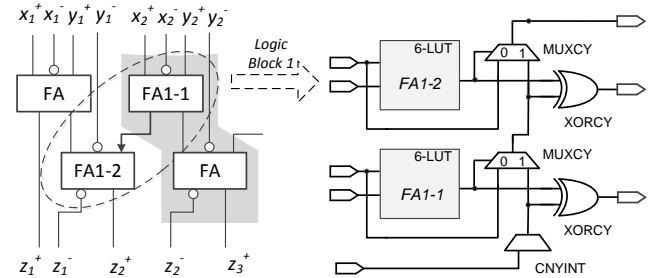 x₁⁺ x₁⁻ y₁⁺ y₁⁻ x₂⁺ x₂⁻ y₂⁺ y₂⁻
Logic
Block 1
FA
FA1-1
FA1-2
FA
z₁⁺ z₁⁻ z₂⁺ z₂⁻ z₃⁺
6-LUT
FA1-2
0 1
MUXCY
XORCY
6-LUT
FA1-1
0 1
MUXCY
XORCY
CNYINT